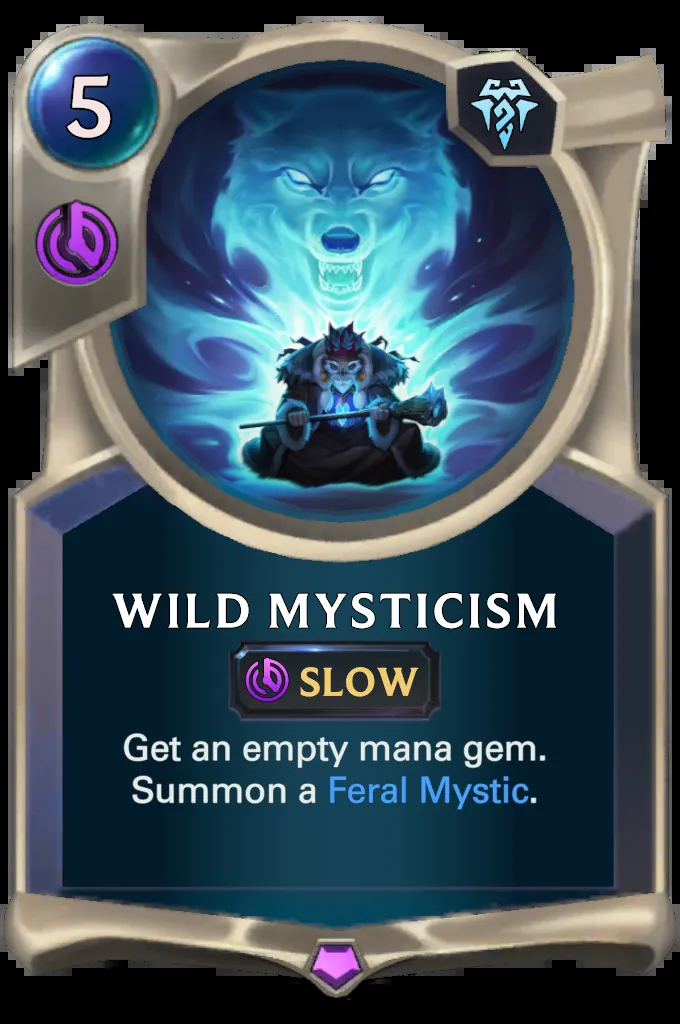 5
WILD MYSTICISM
SLOW
Get an empty mana gem.
Summon a Feral Mystic.